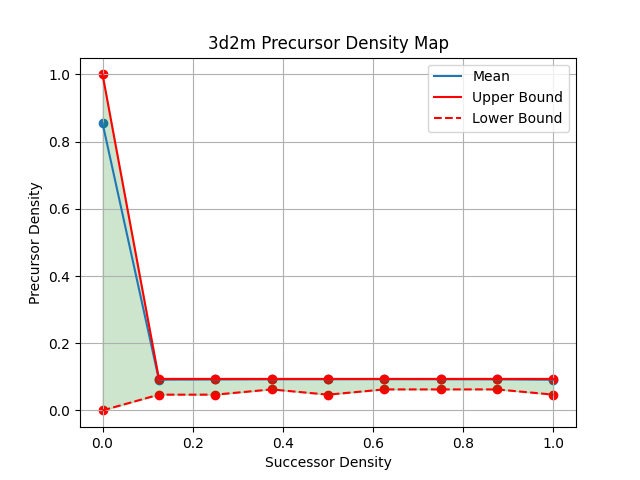 3d2m Precursor Density Map
Mean
Upper Bound
Lower Bound
Precursor Density
1.0
0.8
0.6
0.4
0.2
0.0
0.0 0.2 0.4 0.6 0.8 1.0
Successor Density